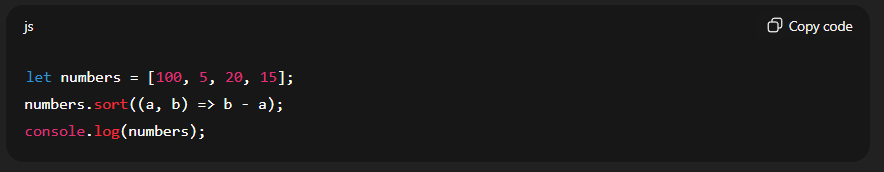 js
Copy code
let numbers = [100, 5, 20, 15];
numbers.sort((a, b) => b - a);
console.log(numbers);